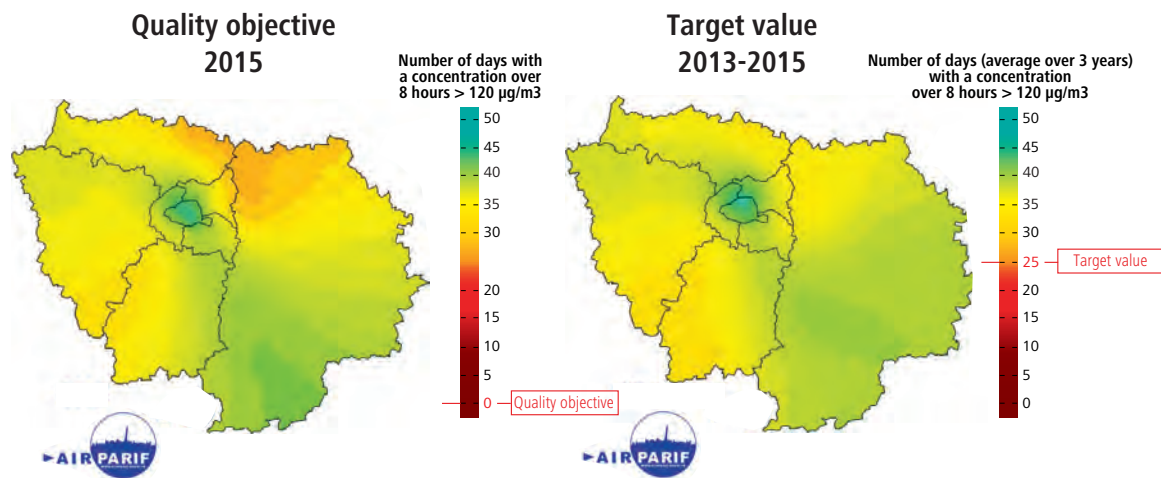 Quality objective
2015
Number of days with
a concentration over
8 hours > 120 µg/m3
50
45
40
35
30
20
35
10
5
0
Quality objective
AIRPARIF
Target value
2013-2015
Number of days (average over 3 years)
with a concentration
over 8 hours > 120 µg/m3
50
45
40
35
30
25
Target value
20
35
10
5
0
AIRPARIF